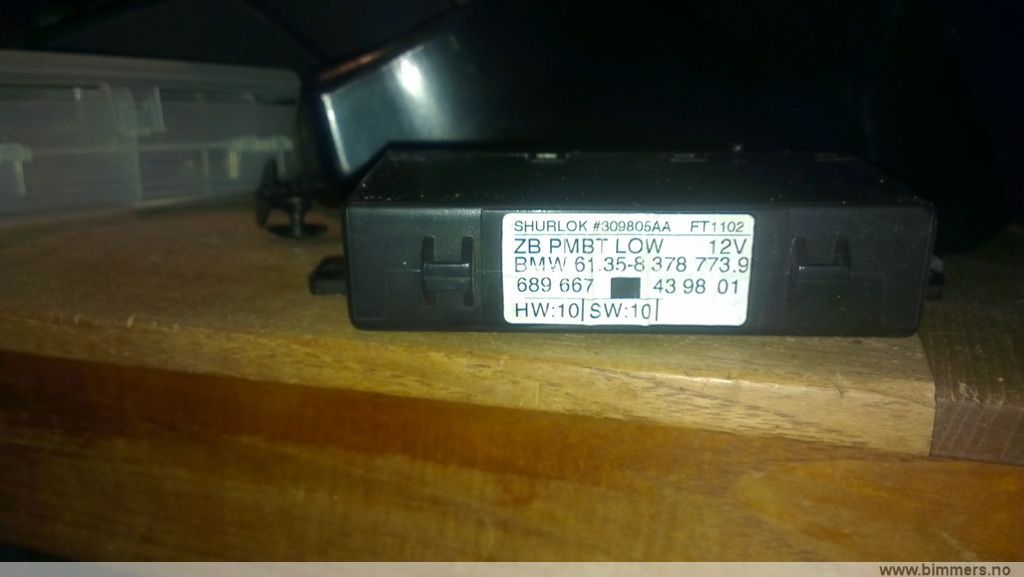 SHURLOK #309805AA FT1102
ZB PMBT LOW 12V
BMW 61.35-8 378 773.9
689 667 43 98 01
HW:10 SW:10
www.bimmers.no